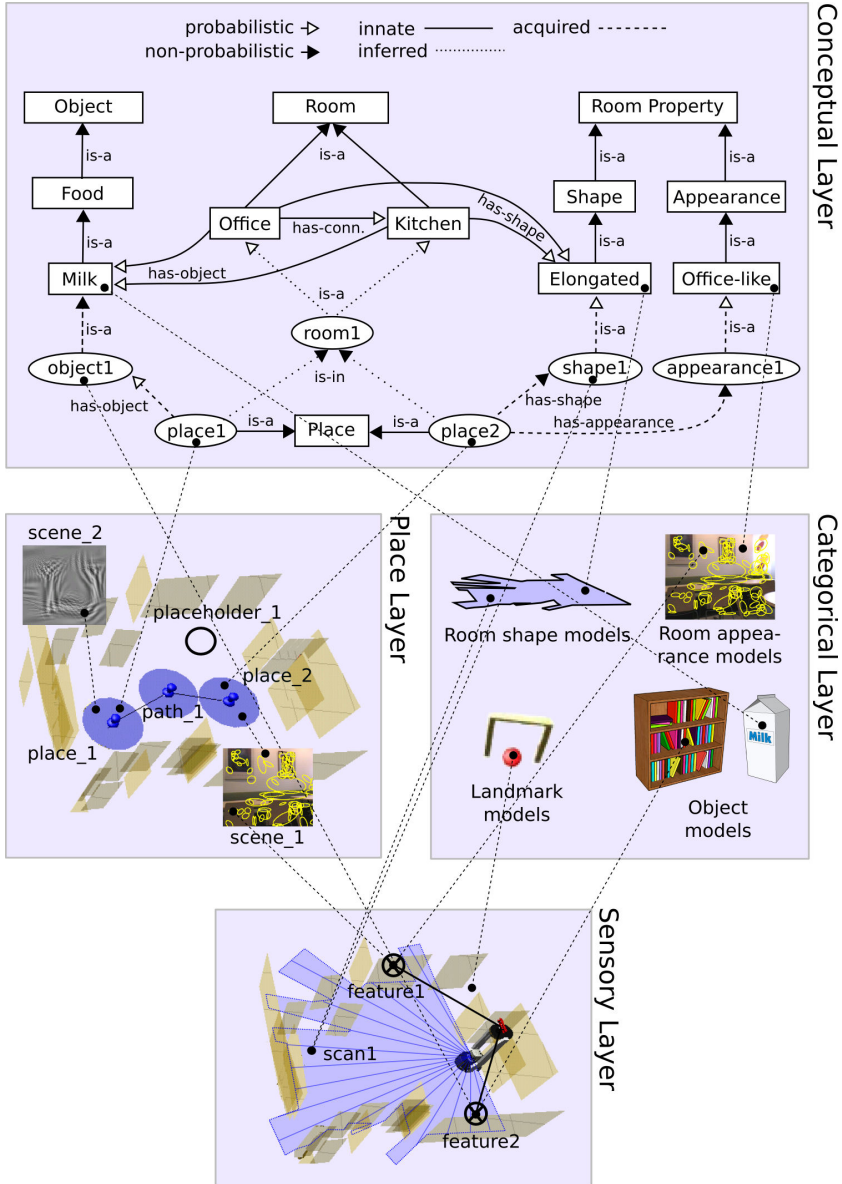 probabilistic
innate
acquired
non-probabilistic
inferred
Conceptual Layer
Object
Room
Room Property
is-a
is-a
is-a
is-a
Food
Office
Kitchen
Shape
Appearance
has-shape
has-conn.
is-a
is-a
is-a
has-object
Milk
Elongated
Office-like
is-a
is-a
is-a
is-a
room1
object1
is-in
shape1
appearance1
has-object
has-shape
has-appearance
place1
is-a
Place
is-a
place2
Place Layer
scene_2
placeholder_1
place_2
path_1
place_1
scene_1
Categorical Layer
Room shape models
Room appea-
rance models
Landmark
models
Milk
Object
models
Sensory Layer
feature1
scan1
feature2